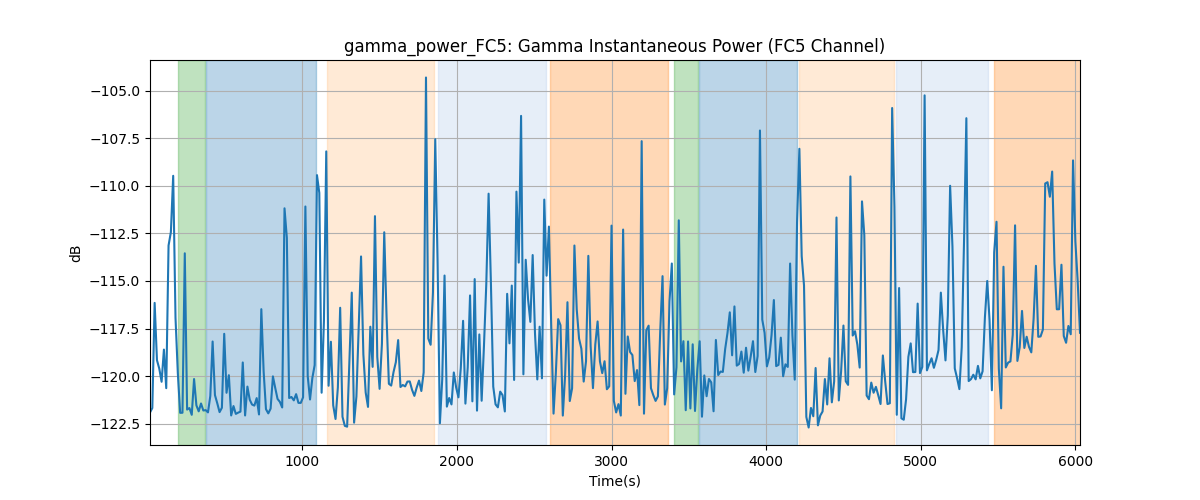 gamma_power_FC5: Gamma Instantaneous Power (FC5 Channel)
dB
−105.0
−107.5
−110.0
−112.5
−115.0
−117.5
−120.0
−122.5
1000 2000 3000 4000 5000 6000
Time(s)